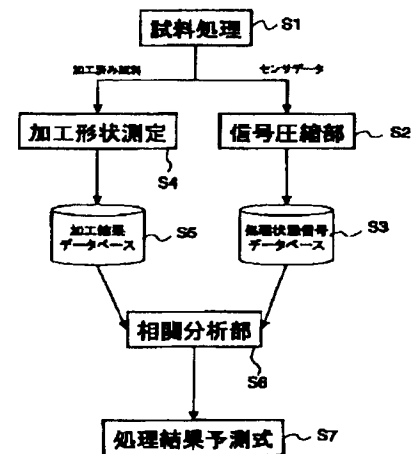 試料処理 S1
加工済み試料 センサデータ
加工形状測定 信号圧縮部 S2
S4
加工結果
データベース S5
処理状態信号
データベース S3
相関分析部
S6
処理結果予測式 S7